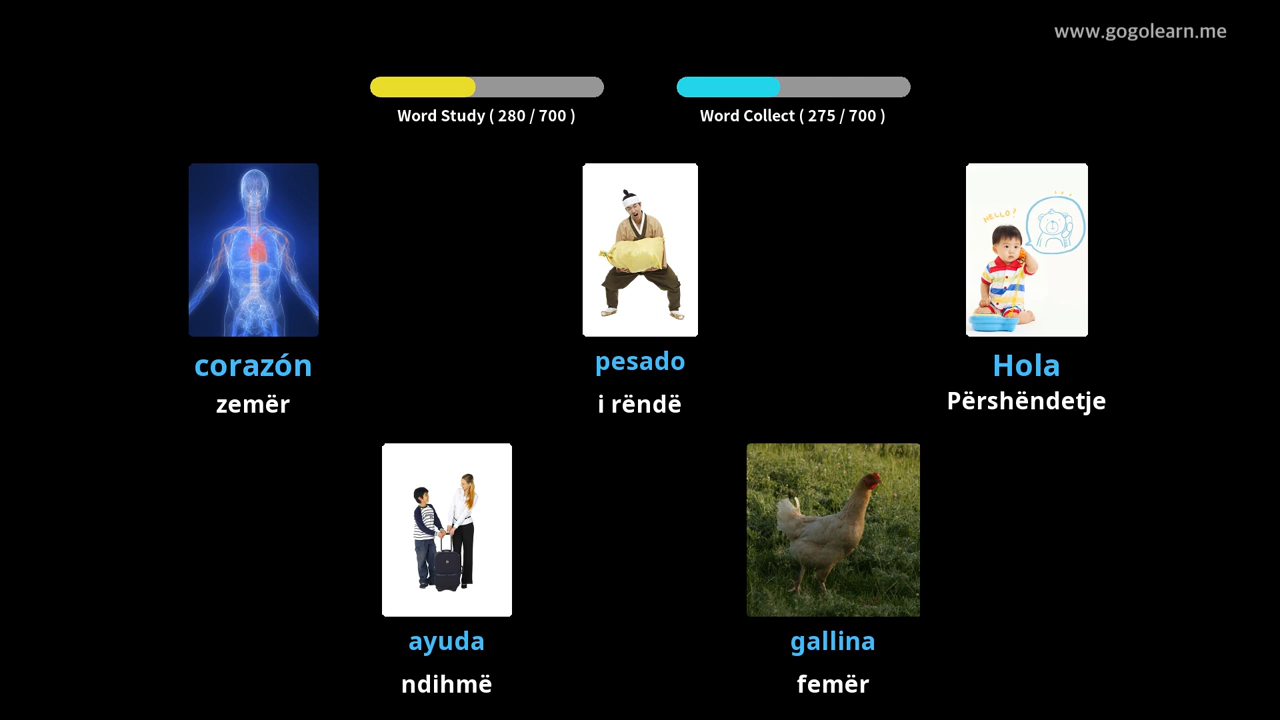 www.gogolearn.me
Word Study ( 280 / 700 )
Word Collect ( 275 / 700 )
HELLO?
corazón
zemër
pesado
i rëndë
Hola
Përshëndetje
ayuda
ndihmë
gallina
femër